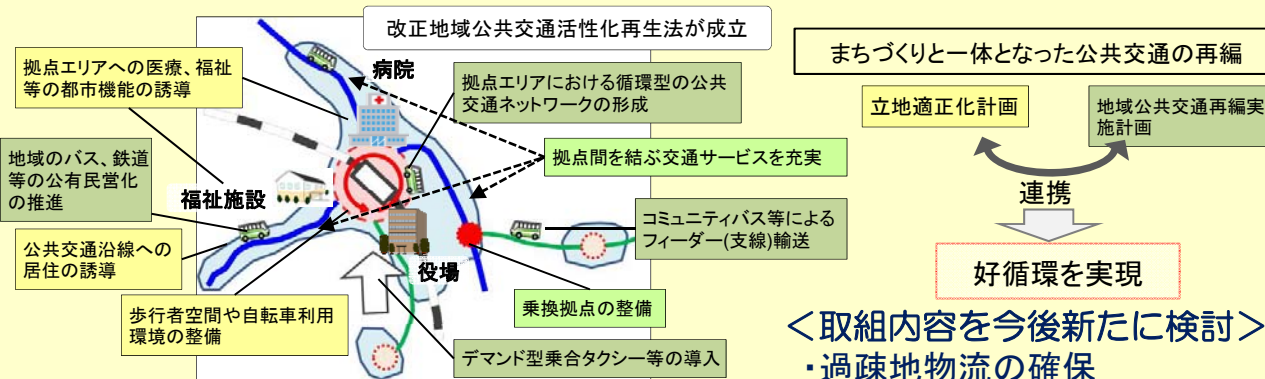 改正地域公共交通活性化再生法が成立
拠点エリアへの医療、福祉
等の都市機能の誘導
病院
拠点エリアにおける循環型の公共
交通ネットワークの形成
地域のバス、鉄道
等の公有民営化
の推進
福祉施設
拠点間を結ぶ交通サービスを充実
公共交通沿線への
居住の誘導
役場
コミュニティバス等による
フィーダー(支線)輸送
歩行者空間や自転車利用
環境の整備
乗換拠点の整備
デマンド型乗合タクシー等の導入
まちづくりと一体となった公共交通の再編
立地適正化計画
地域公共交通再編実
施計画
連携
好循環を実現
＜取組内容を今後新たに検討＞
・過疎地物流の確保